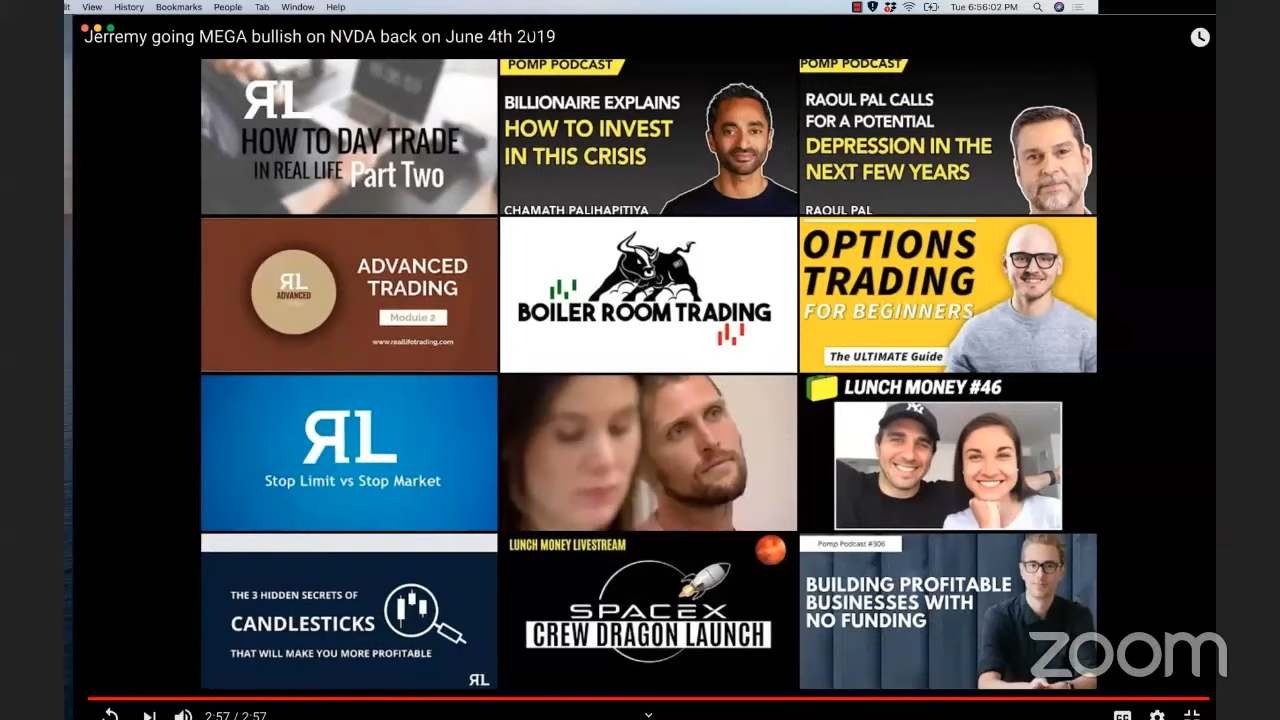 it View History Bookmarks People Tab Window Help Tue 6:56:02 PM
Jerremy going MEGA bullish on NVDA back on June 4th 2019
RL
HOW TO DAY TRADE
IN REAL LIFE Part Two
POMP PODCAST
BILLIONAIRE EXPLAINS
HOW TO INVEST
IN THIS CRISIS
CHAMATH PALIHAPITIYA
POMP PODCAST
RAOUL PAL CALLS
FOR A POTENTIAL
DEPRESSION IN THE
NEXT FEW YEARS
RAOUL PAL
RL
ADVANCED
ADVANCED
TRADING
Module 2
www.reallifetrading.com
BOILER ROOM TRADING
OPTIONS
TRADING
FOR BEGINNERS
The ULTIMATE Guide
RL
Stop Limit vs Stop Market
LUNCH MONEY #46
NY
THE 3 HIDDEN SECRETS OF
CANDLESTICKS
THAT WILL MAKE YOU MORE PROFITABLE
RL
LUNCH MONEY LIVESTREAM
SPACEX
CREW DRAGON LAUNCH
Pomp Podcast #306
BUILDING PROFITABLE
BUSINESSES WITH
NO FUNDING
zoom
2:57 / 2:57
CC